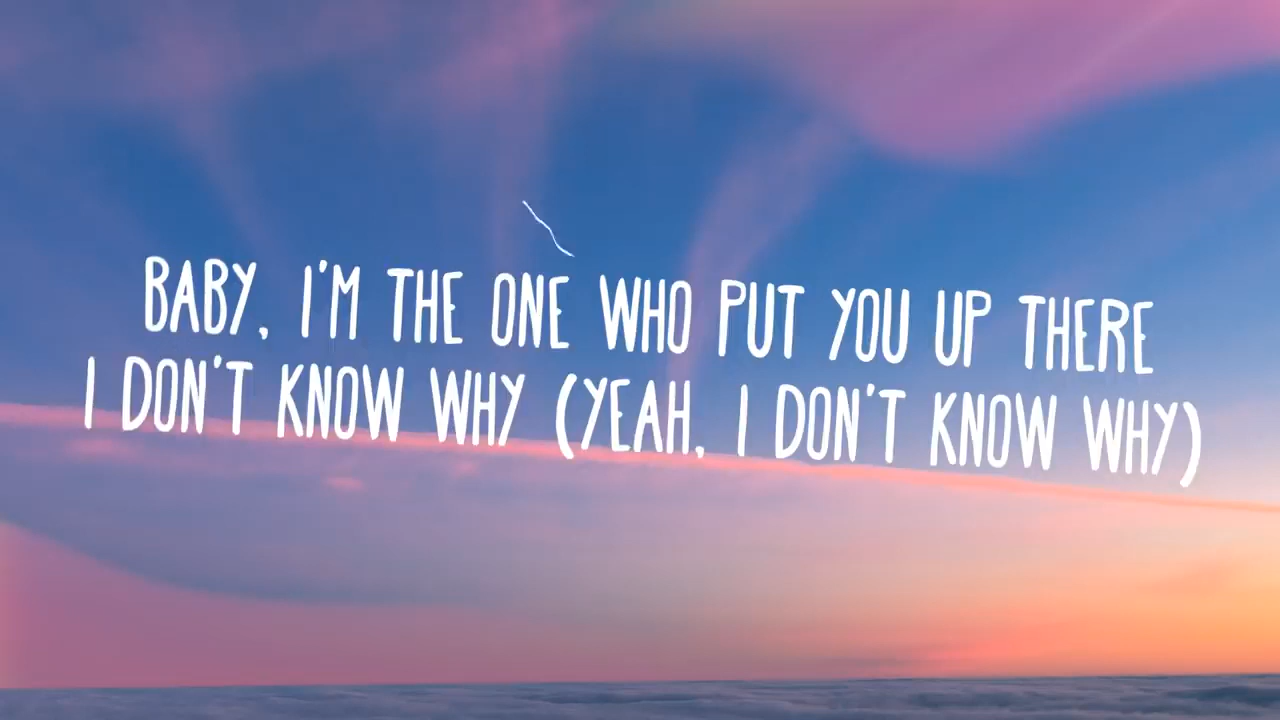 BABY, I'M THE ONE WHO PUT YOU UP THERE
I DON'T KNOW WHY (YEAH, I DON'T KNOW WHY)